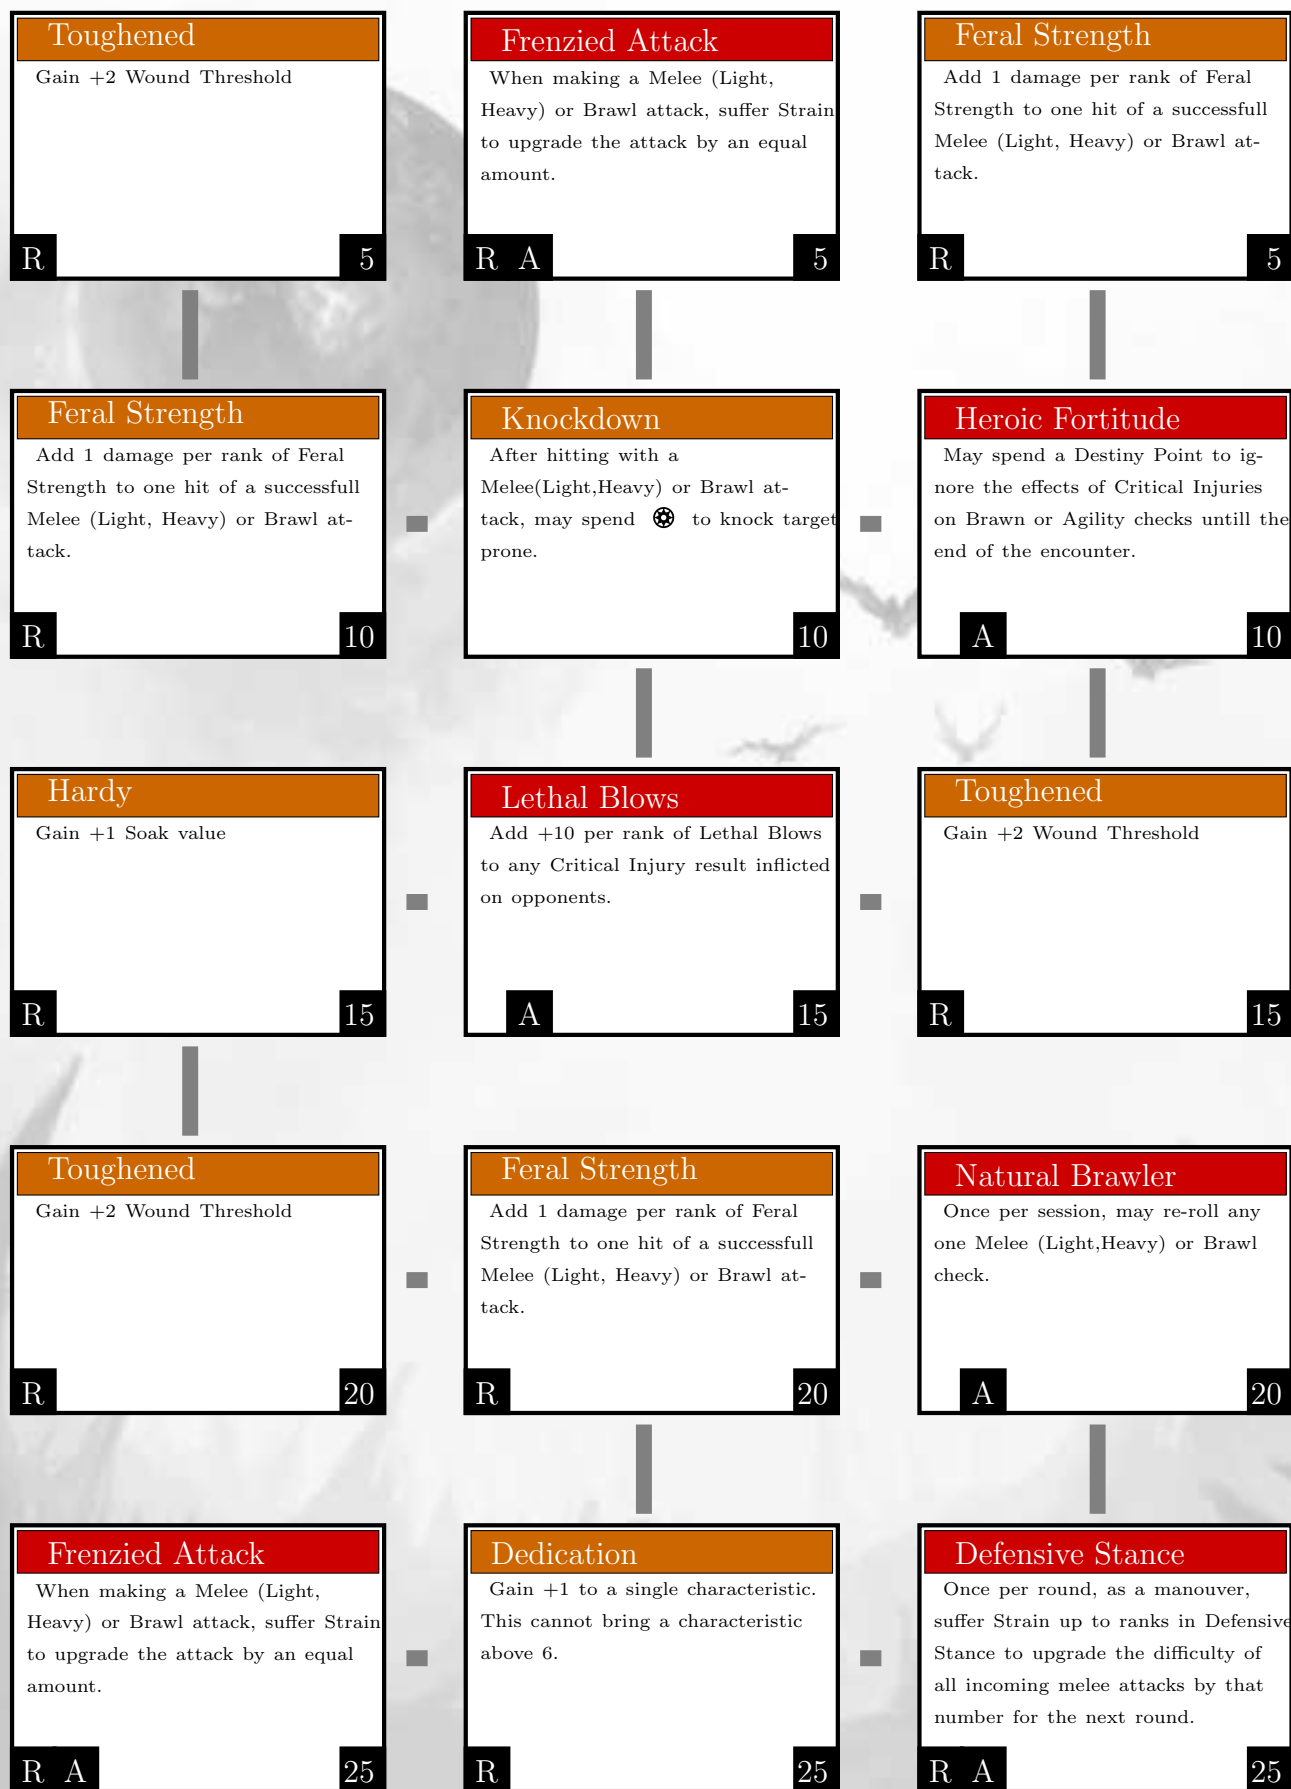 Toughened
Gain +2 Wound Threshold
R 5
Frenzied Attack
When making a Melee (Light,
Heavy) or Brawl attack, suffer Strain
to upgrade the attack by an equal
amount.
R A 5
Feral Strength
Add 1 damage per rank of Feral
Strength to one hit of a successfull
Melee (Light, Heavy) or Brawl at-
tack.
R 5
Feral Strength
Add 1 damage per rank of Feral
Strength to one hit of a successfull
Melee (Light, Heavy) or Brawl at-
tack.
R 10
Knockdown
After hitting with a
Melee(Light,Heavy) or Brawl at-
tack, may spend to knock target
prone.
10
Heroic Fortitude
May spend a Destiny Point to ig-
nore the effects of Critical Injuries
on Brawn or Agility checks untill the
end of the encounter.
A 10
Hardy
Gain +1 Soak value
R 15
Lethal Blows
Add +10 per rank of Lethal Blows
to any Critical Injury result inflicted
on opponents.
A 15
Toughened
Gain +2 Wound Threshold
R 15
Toughened
Gain +2 Wound Threshold
R 20
Feral Strength
Add 1 damage per rank of Feral
Strength to one hit of a successfull
Melee (Light, Heavy) or Brawl at-
tack.
R 20
Natural Brawler
Once per session, may re-roll any
one Melee (Light,Heavy) or Brawl
check.
A 20
Frenzied Attack
When making a Melee (Light,
Heavy) or Brawl attack, suffer Strain
to upgrade the attack by an equal
amount.
R A 25
Dedication
Gain +1 to a single characteristic.
This cannot bring a characteristic
above 6.
R 25
Defensive Stance
Once per round, as a manouver,
suffer Strain up to ranks in Defensive
Stance to upgrade the difficulty of
all incoming melee attacks by that
number for the next round.
R A 25